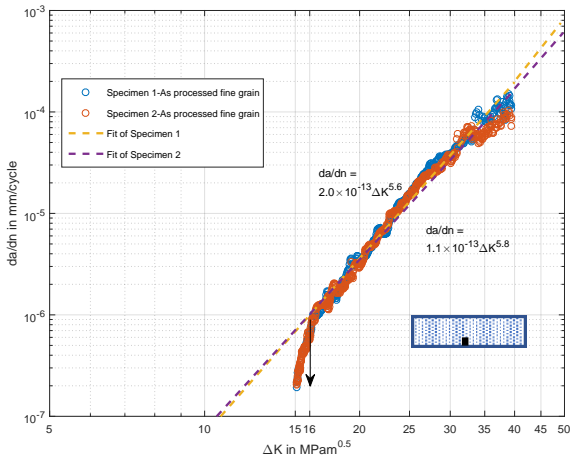 10^-3
10^-4
10^-5
10^-6
10^-7
da/dn in mm/cycle
Specimen 1-As processed fine grain
Specimen 2-As processed fine grain
Fit of Specimen 1
Fit of Specimen 2
da/dn =
2.0×10^-13ΔK^5.6
da/dn =
1.1×10^-13ΔK^5.8
5 10 15 16 20 25 30 35 40 45 50
ΔK in MPam^0.5